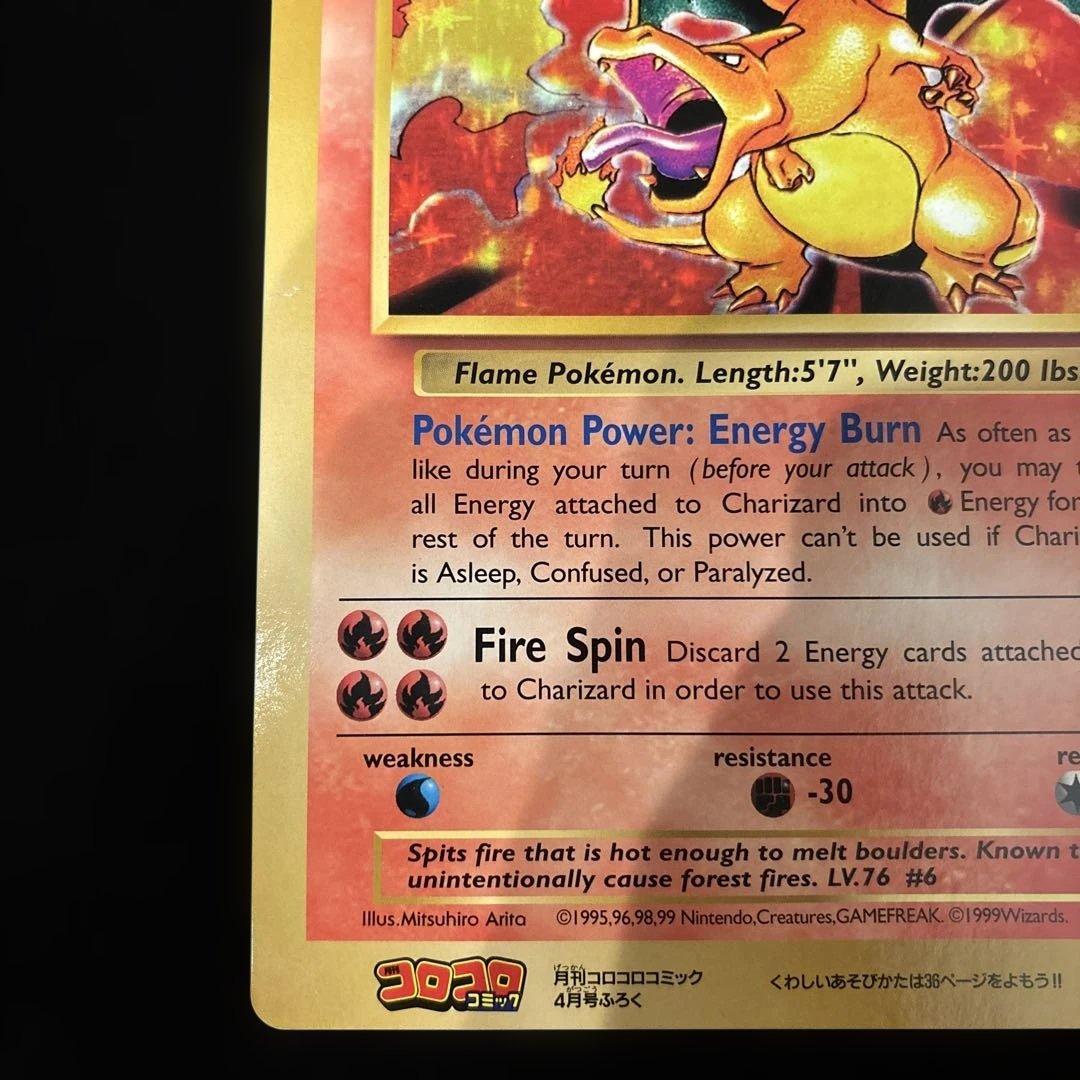 Flame Pokémon. Length:5'7", Weight:200 lbs
Pokémon Power: Energy Burn As often as
like during your turn (before your attack), you may
all Energy attached to Charizard into Energy for
rest of the turn. This power can't be used if Chari
is Asleep, Confused, or Paralyzed.
Fire Spin Discard 2 Energy cards attached
to Charizard in order to use this attack.
weakness resistance re
-30
Spits fire that is hot enough to melt boulders. Known t
unintentionally cause forest fires. LV.76 #6
Illus.Mitsuhiro Arita ©1995,96,98,99 Nintendo,Creatures,GAMEFREAK. ©1999Wizards.
月刊コロコロコミック
げっかん
月刊コロコロコミック くわしいあそびかたは36ページをよもう!!
がつごう
4月号ふろく